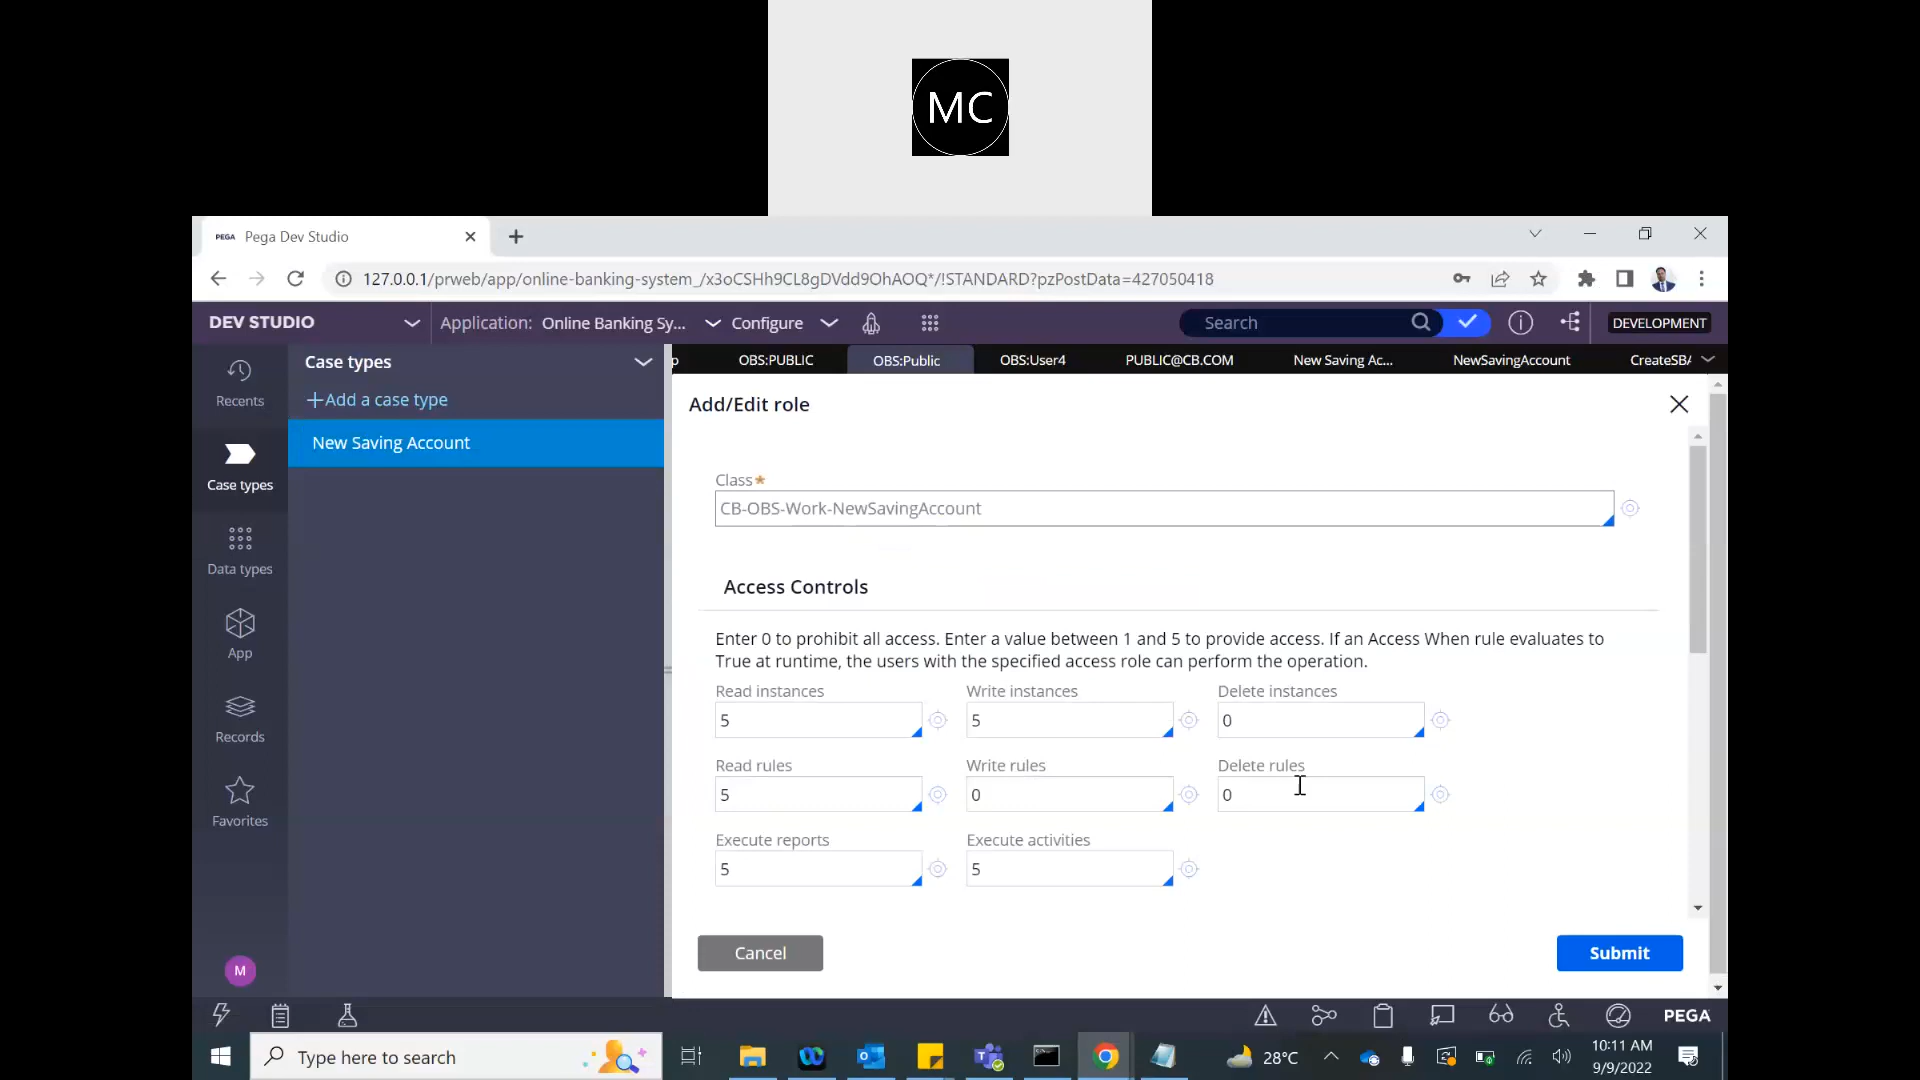 MC
PEGA Pega Dev Studio
127.0.0.1/prweb/app/online-banking-system_/x3oCSHh9CL8gDVdd9OhAOQ*/!STANDARD?pzPostData=427050418
DEV STUDIO
Application: Online Banking Sy...
Configure
Search
DEVELOPMENT
Recents
Case types
Data types
App
Records
Favorites
M
Case types
+Add a case type
New Saving Account
p
OBS:PUBLIC
OBS:Public
OBS:User4
PUBLIC@CB.COM
New Saving Ac...
NewSavingAccount
CreateSBA
Add/Edit role
Class★
CB-OBS-Work-NewSavingAccount
Access Controls
Enter 0 to prohibit all access. Enter a value between 1 and 5 to provide access. If an Access When rule evaluates to
True at runtime, the users with the specified access role can perform the operation.
Read instances Write instances Delete instances
5 5 0
Read rules Write rules Delete rules
5 0 0
Execute reports Execute activities
5 5
Cancel Submit
PEGA
Type here to search
28°C
10:11 AM
9/9/2022